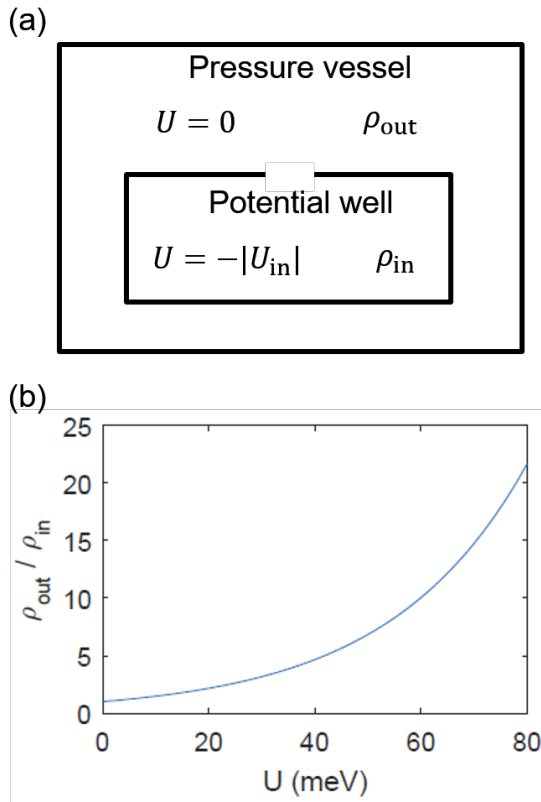 (a)
Pressure vessel
U = 0 ρout
Potential well
U = −|Uin| ρin
(b)
25
20
15
10
5
0
ρout / ρin
0 20 40 60 80
U (meV)